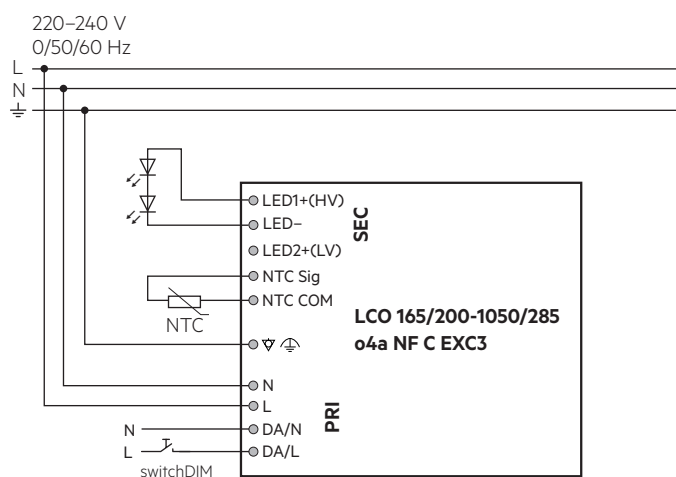 220–240 V
0/50/60 Hz
L
N
LED1+(HV)
LED–
LED2+(LV)
SEC
NTC Sig
NTC COM
NTC
LCO 165/200-1050/285
o4a NF C EXC3
N
L
PRI
N
DA/N
L
DA/L
switchDIM